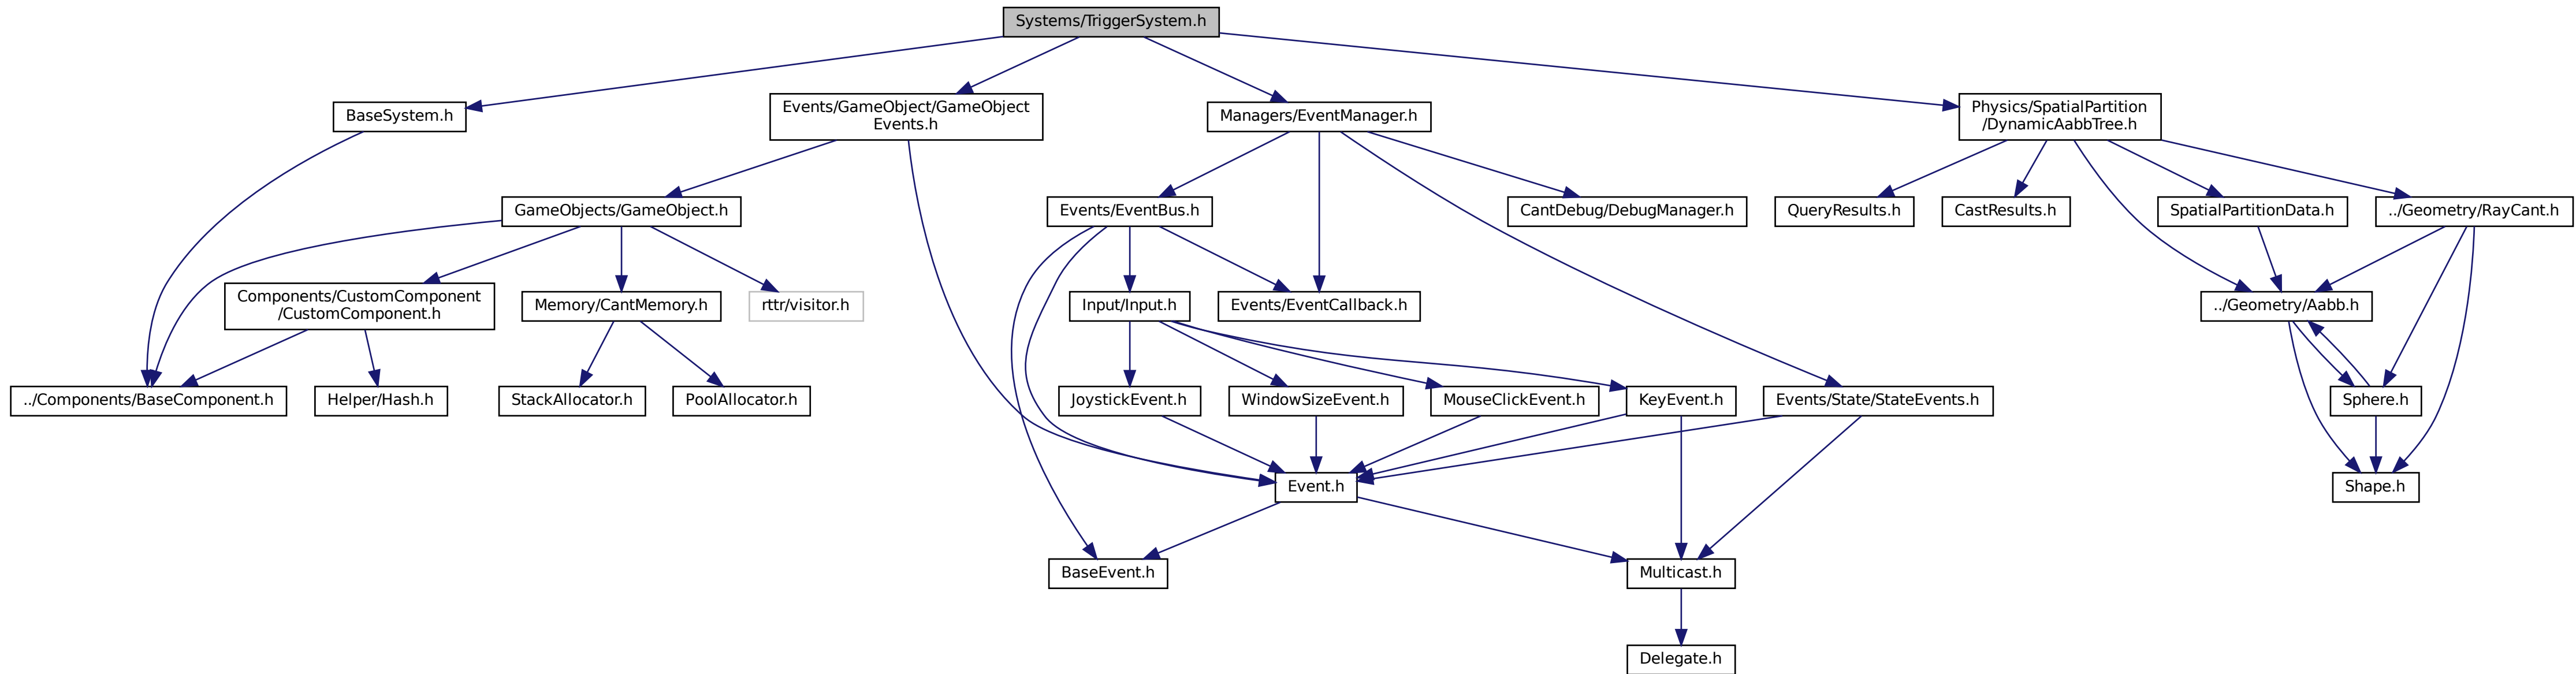 Systems/TriggerSystem.h
BaseSystem.h
Events/GameObject/GameObject
Events.h
Managers/EventManager.h
Physics/SpatialPartition
/DynamicAabbTree.h
GameObjects/GameObject.h
Events/EventBus.h
CantDebug/DebugManager.h
QueryResults.h
CastResults.h
SpatialPartitionData.h
../Geometry/RayCant.h
Components/CustomComponent
/CustomComponent.h
Memory/CantMemory.h
rttr/visitor.h
Input/Input.h
Events/EventCallback.h
../Geometry/Aabb.h
../Components/BaseComponent.h
Helper/Hash.h
StackAllocator.h
PoolAllocator.h
JoystickEvent.h
WindowSizeEvent.h
MouseClickEvent.h
KeyEvent.h
Events/State/StateEvents.h
Sphere.h
Event.h
Shape.h
BaseEvent.h
Multicast.h
Delegate.h